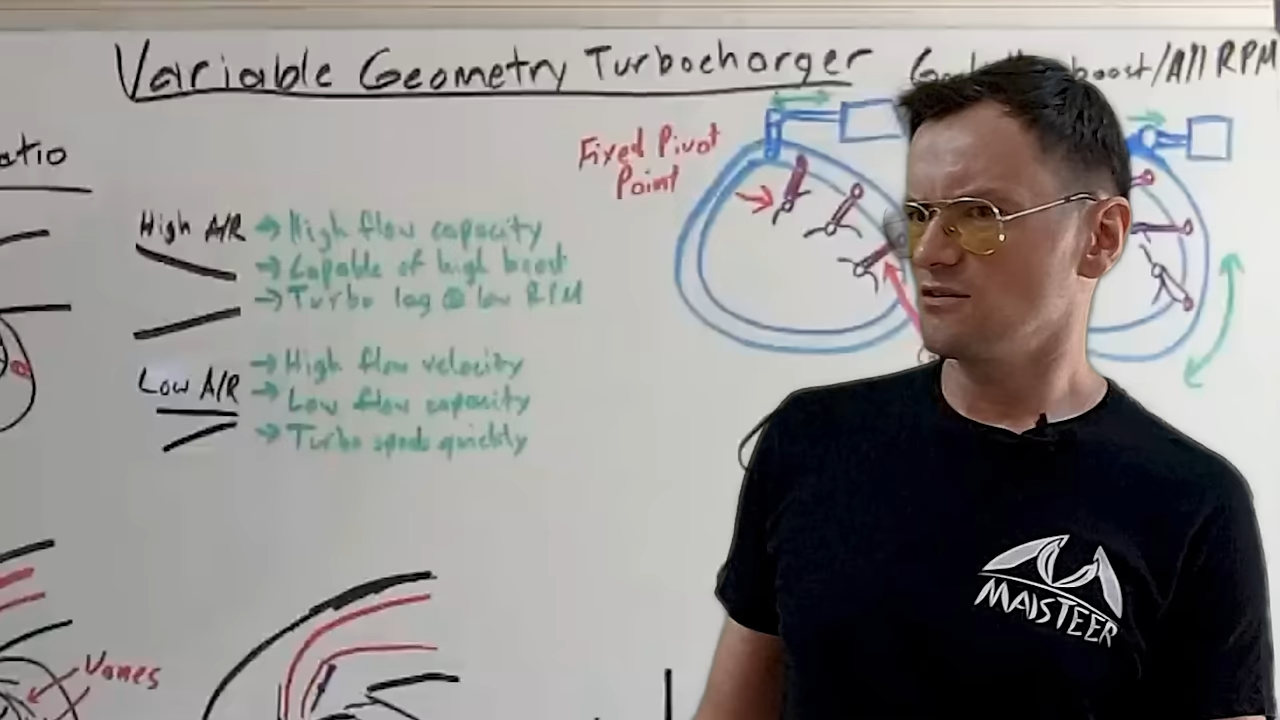 Variable Geometry Turbocharger
boost/All RPM
atio
Fixed Pivot
Point
High A/R → High flow capacity
→ Capable of high boost
→ Turbo lag @ low RPM
Low A/R → High flow velocity
→ Low flow capacity
→ Turbo spools quickly
Vanes
MAISTEER